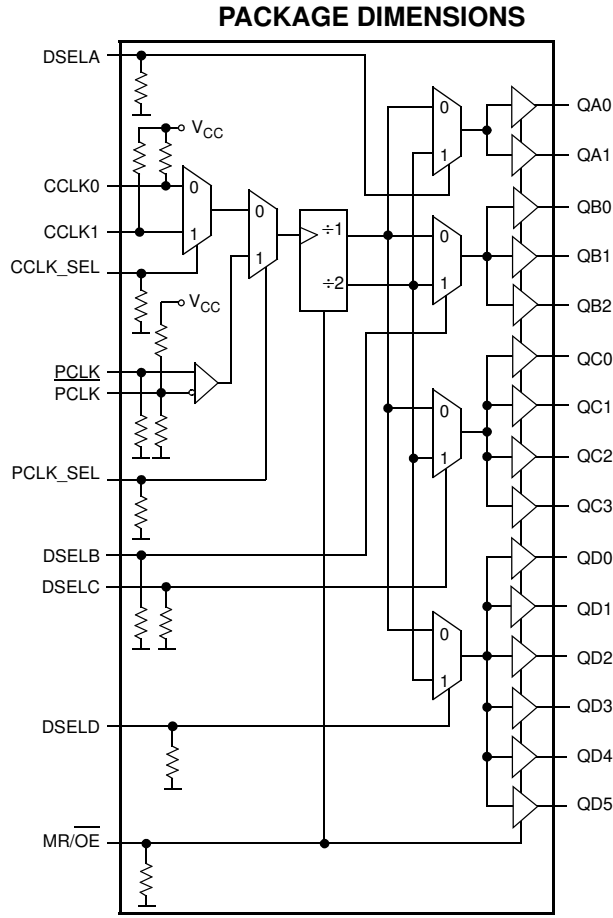 PACKAGE DIMENSIONS
DSELA
VCC
CCLK0
CCLK1
CCLK_SEL
VCC
PCLK
PCLK
PCLK_SEL
DSELB
DSELC
DSELD
MR/OE
0
1
0
1
÷1
÷2
0
1
0
1
0
1
0
1
QA0
QA1
QB0
QB1
QB2
QC0
QC1
QC2
QC3
QD0
QD1
QD2
QD3
QD4
QD5